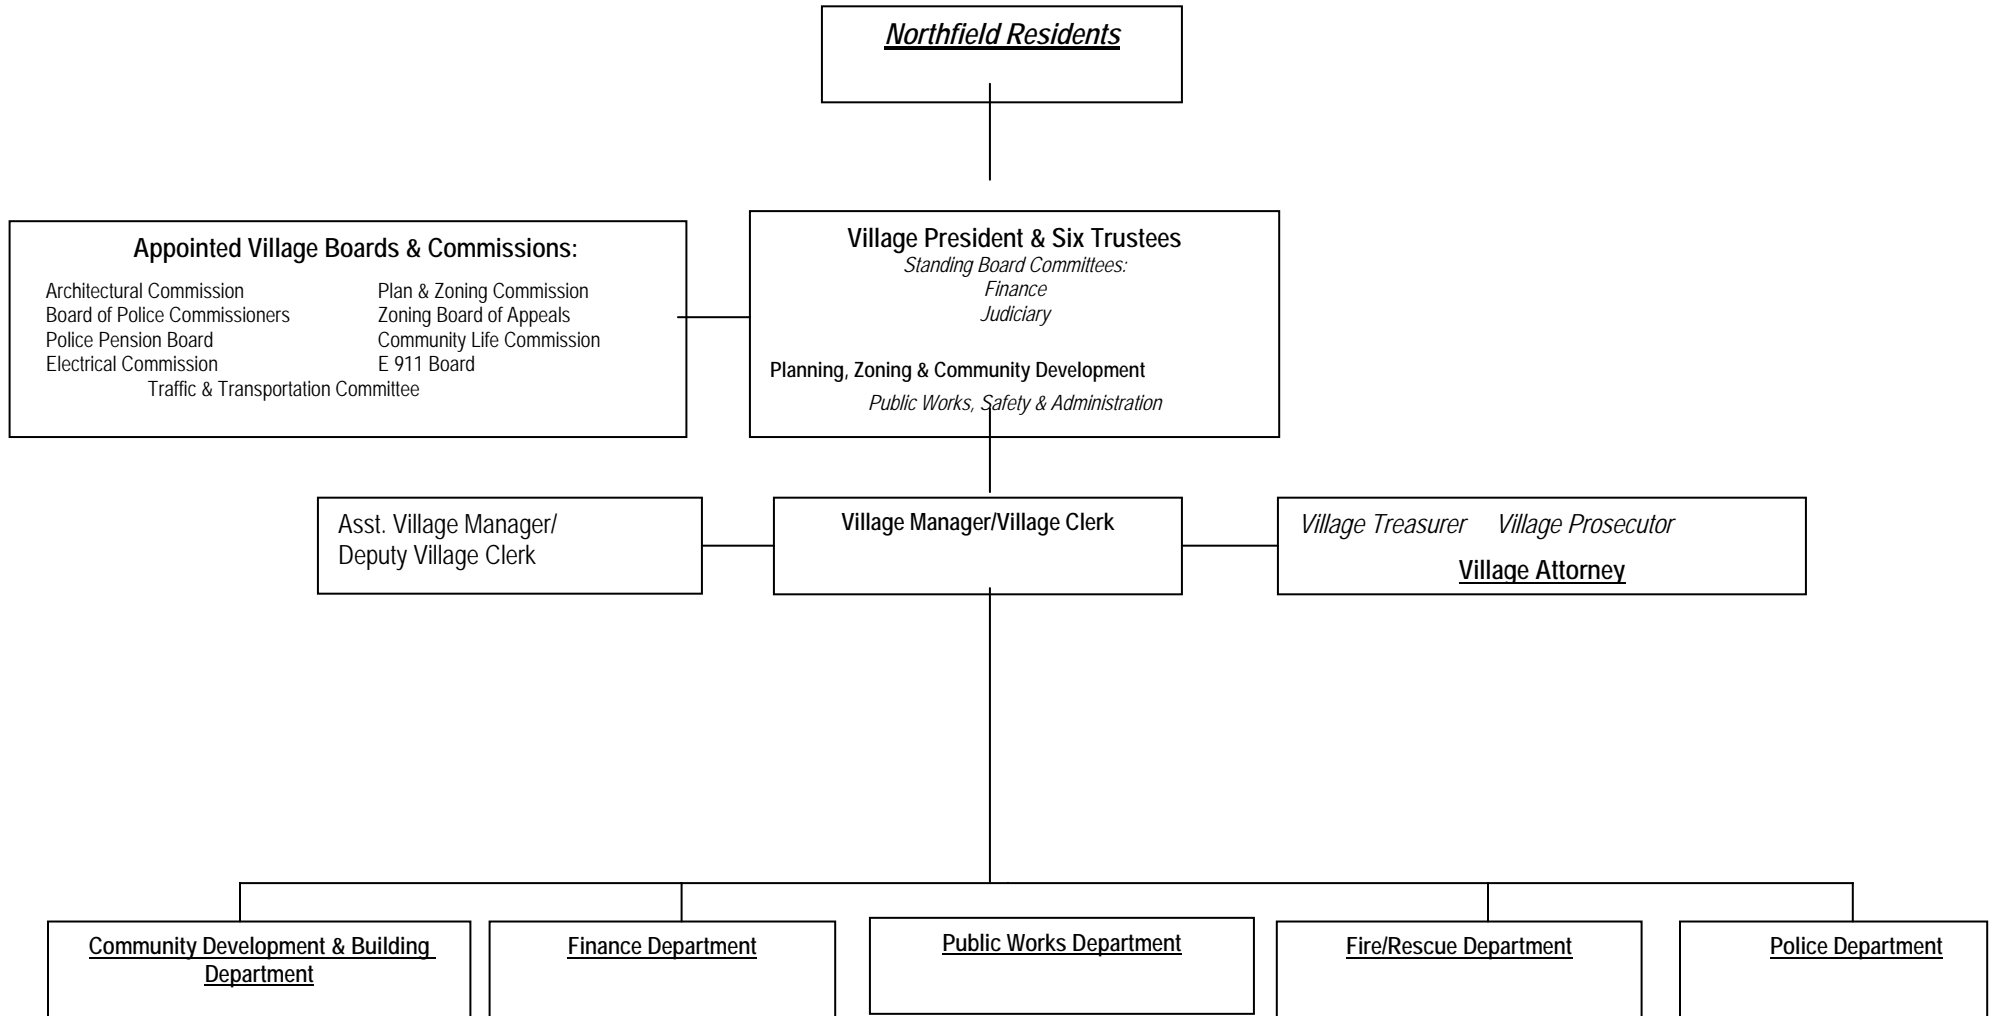 Northfield Residents
Appointed Village Boards & Commissions:
Architectural Commission Plan & Zoning Commission
Board of Police Commissioners Zoning Board of Appeals
Police Pension Board Community Life Commission
Electrical Commission E 911 Board
Traffic & Transportation Committee
Village President & Six Trustees
Standing Board Committees:
Finance
Judiciary
Planning, Zoning & Community Development
Public Works, Safety & Administration
Asst. Village Manager/
Deputy Village Clerk
Village Manager/Village Clerk
Village Treasurer Village Prosecutor
Village Attorney
Community Development & Building
Department
Finance Department
Public Works Department
Fire/Rescue Department
Police Department